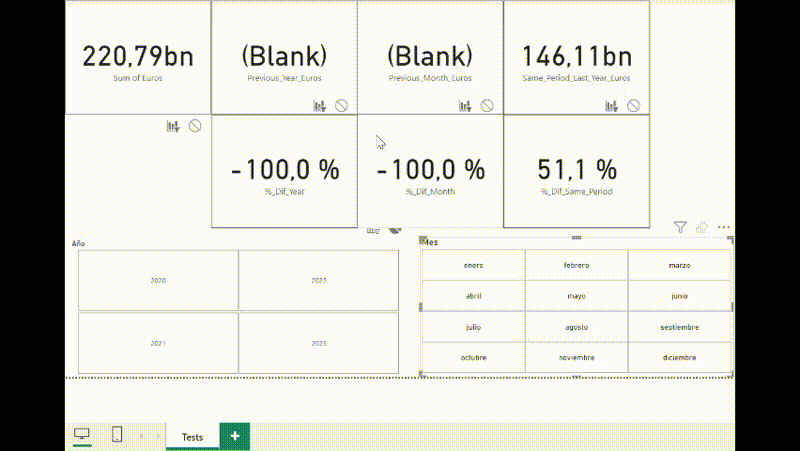 220,79bn
Sum of Euros
(Blank)
Previous_Year_Euros
(Blank)
Previous_Month_Euros
146,11bn
Same_Period_Last_Year_Euros
-100,0 %
%_Dif_Year
-100,0 %
%_Dif_Month
51,1 %
%_Dif_Same_Period
Año
2020
2022
2021
2023
Mes
enero
febrero
marzo
abril
mayo
junio
julio
agosto
septiembre
octubre
noviembre
diciembre
Tests